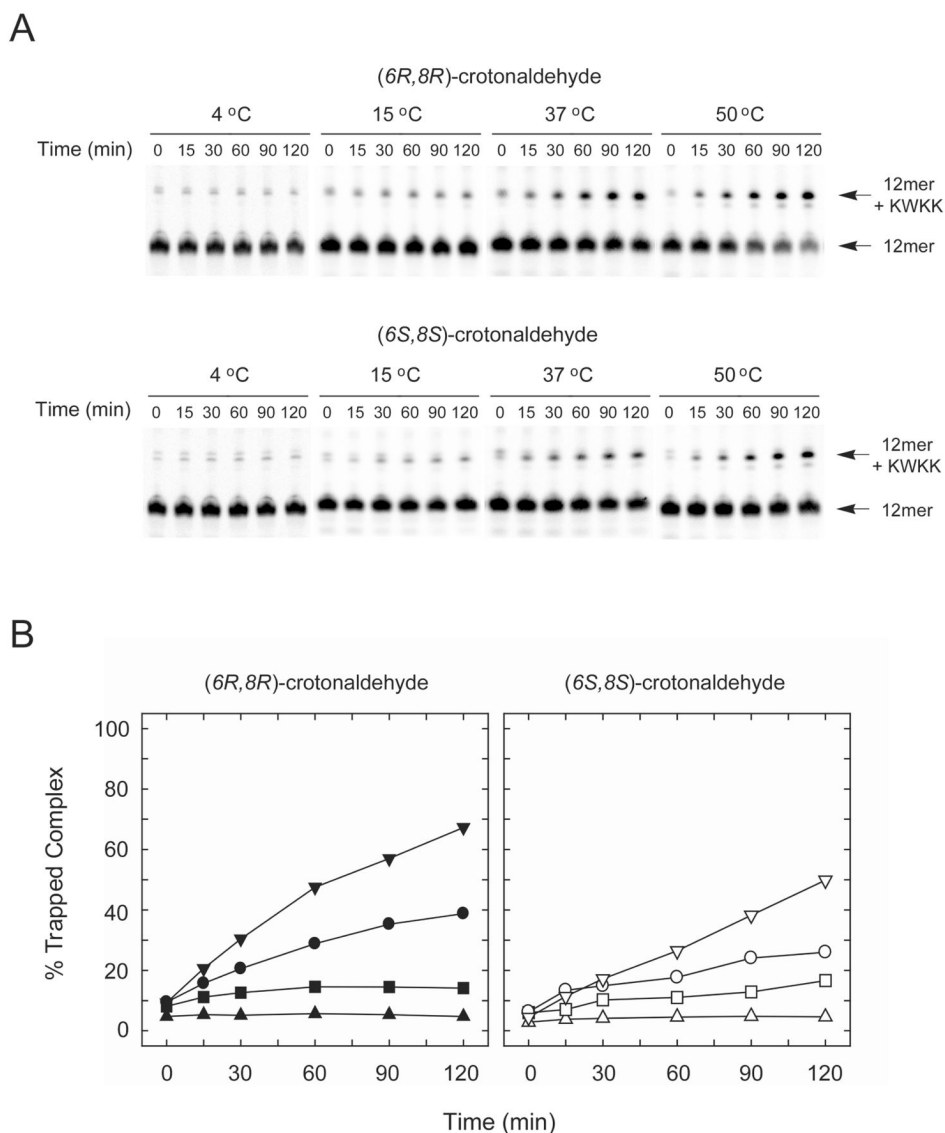 A
(6R,8R)-crotonaldehyde
4 °C 15 °C 37 °C 50 °C
Time (min) 0 15 30 60 90 120 0 15 30 60 90 120 0 15 30 60 90 120 0 15 30 60 90 120
12mer
+ KWKK
12mer
(6S,8S)-crotonaldehyde
4 °C 15 °C 37 °C 50 °C
Time (min) 0 15 30 60 90 120 0 15 30 60 90 120 0 15 30 60 90 120 0 15 30 60 90 120
12mer
+ KWKK
12mer
B
(6R,8R)-crotonaldehyde (6S,8S)-crotonaldehyde
% Trapped Complex
100
80
60
40
20
0
0 30 60 90 120 0 30 60 90 120
Time (min)